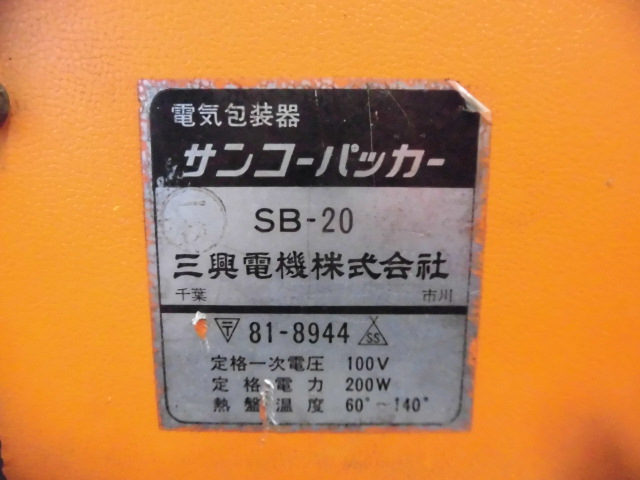 電気包装器
サンコーパッカー
SB-20
三興電機株式会社
千葉 市川
〒 81-8944 SS
定格一次電圧 100V
定格電力 200W
熱盤温度 60°~140°